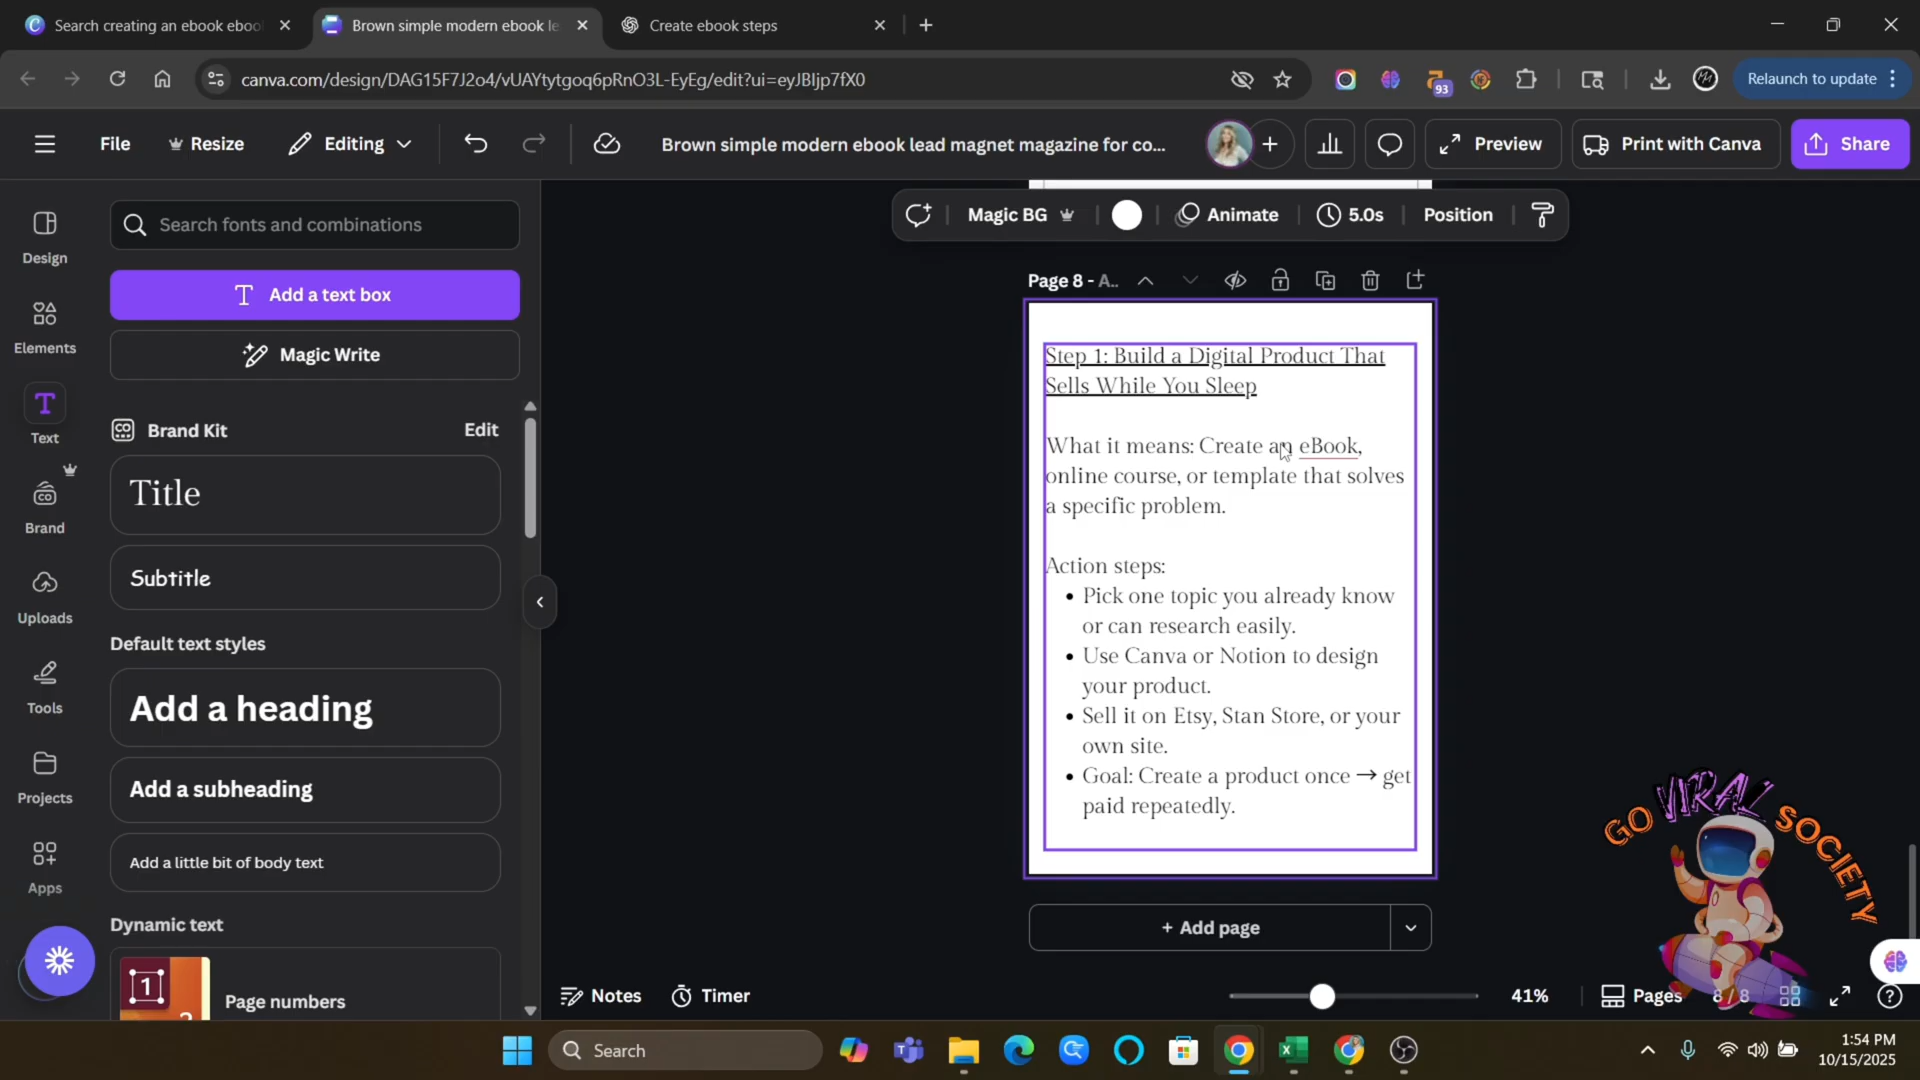 Search creating an ebook ebool
Brown simple modern ebook le
Create ebook steps
canva.com/design/DAG15F7J2o4/vUAYtytgoq6pRnO3L-EyEg/edit?ui=eyJBIjp7fX0
93
Relaunch to update
File
Resize
Editing
Brown simple modern ebook lead magnet magazine for co...
Preview
Print with Canva
Share
Design
Elements
Text
Brand
Uploads
Tools
Projects
Apps
Search fonts and combinations
Add a text box
Magic Write
Brand Kit
Edit
Title
Subtitle
Default text styles
Add a heading
Add a subheading
Add a little bit of body text
Dynamic text
1
Page numbers
Magic BG
Animate
5.0s
Position
Page 8 - A..
Step 1: Build a Digital Product That
Sells While You Sleep
What it means: Create an eBook,
online course, or template that solves
a specific problem.
Action steps:
• Pick one topic you already know
or can research easily.
• Use Canva or Notion to design
your product.
• Sell it on Etsy, Stan Store, or your
own site.
• Goal: Create a product once → get
paid repeatedly.
+ Add page
GO VIRAL SOCIETY
Notes
Timer
41%
Pages
8 / 8
Search
1:54 PM
10/15/2025